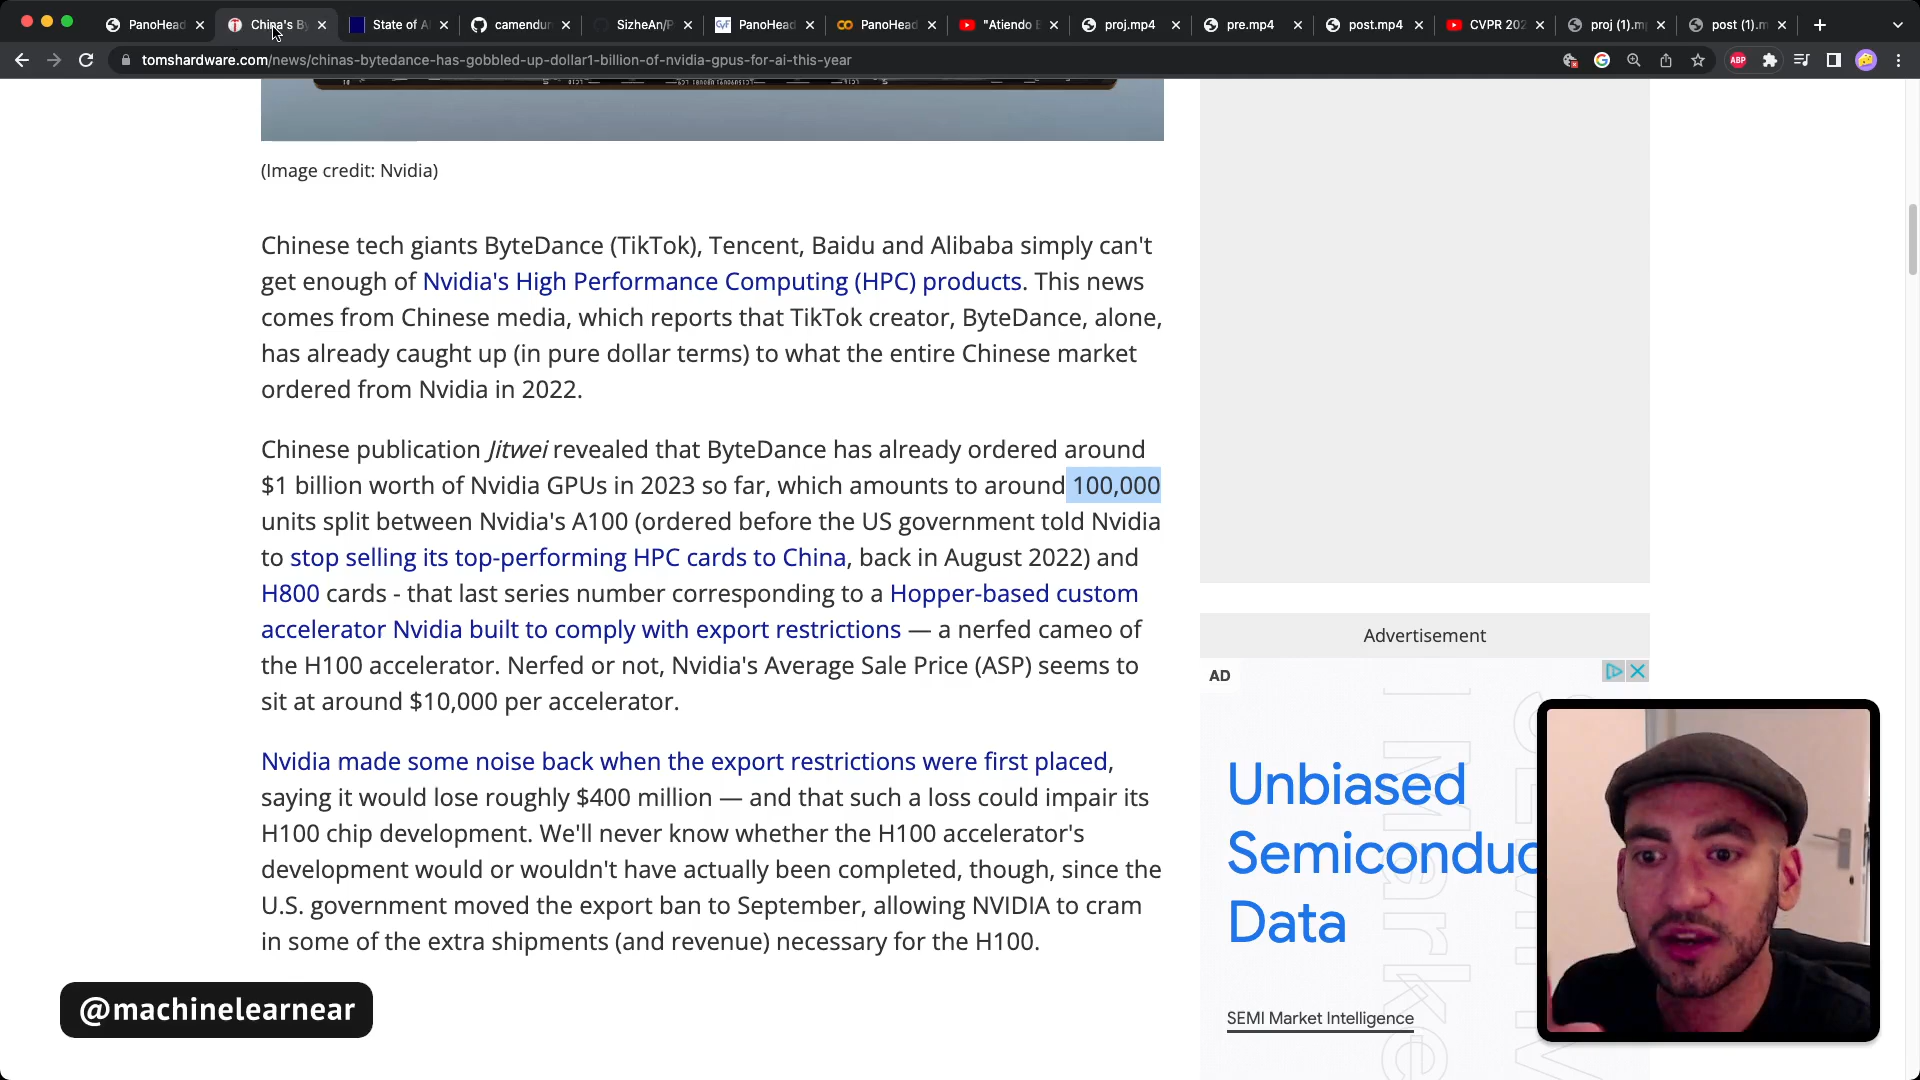 PanoHead
China's By
State of A
camendur
SizheAn/P
PanoHead
PanoHead
"Atiendo
proj.mp4
pre.mp4
post.mp4
CVPR 202
proj (1).m
post (1).m
tomshardware.com/news/chinas-bytedance-has-gobbled-up-dollar1-billion-of-nvidia-gpus-for-ai-this-year
ABP
(Image credit: Nvidia)
Chinese tech giants ByteDance (TikTok), Tencent, Baidu and Alibaba simply can't
get enough of Nvidia's High Performance Computing (HPC) products. This news
comes from Chinese media, which reports that TikTok creator, ByteDance, alone,
has already caught up (in pure dollar terms) to what the entire Chinese market
ordered from Nvidia in 2022.
Chinese publication Jitwei revealed that ByteDance has already ordered around
$1 billion worth of Nvidia GPUs in 2023 so far, which amounts to around 100,000
units split between Nvidia's A100 (ordered before the US government told Nvidia
to stop selling its top-performing HPC cards to China, back in August 2022) and
H800 cards - that last series number corresponding to a Hopper-based custom
accelerator Nvidia built to comply with export restrictions — a nerfed cameo of
the H100 accelerator. Nerfed or not, Nvidia's Average Sale Price (ASP) seems to
sit at around $10,000 per accelerator.
Nvidia made some noise back when the export restrictions were first placed,
saying it would lose roughly $400 million — and that such a loss could impair its
H100 chip development. We'll never know whether the H100 accelerator's
development would or wouldn't have actually been completed, though, since the
U.S. government moved the export ban to September, allowing NVIDIA to cram
in some of the extra shipments (and revenue) necessary for the H100.
Advertisement
AD
Unbiased
Semiconduc
Data
SEMI Market Intelligence
@machinelearnear